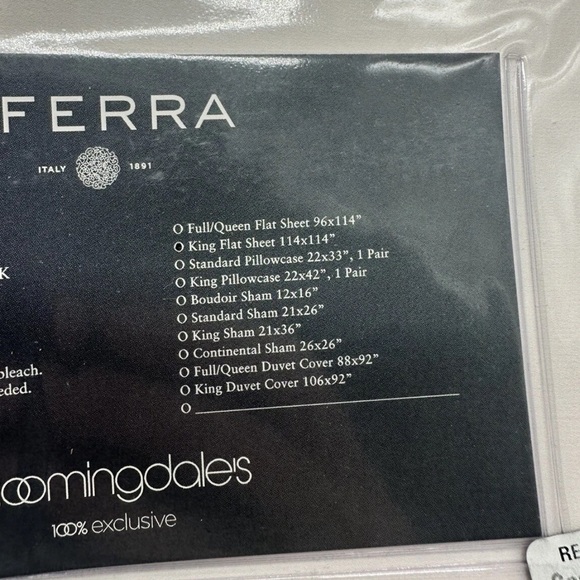 FERRA
ITALY 1891
O Full/Queen Flat Sheet 96x114”
● King Flat Sheet 114x114”
O Standard Pillowcase 22x33”, 1 Pair
K
O King Pillowcase 22x42”, 1 Pair
O Boudoir Sham 12x16”
O Standard Sham 21x26”
O King Sham 21x36”
O Continental Sham 26x26”
bleach.
O Full/Queen Duvet Cover 88x92”
eded.
O King Duvet Cover 106x92”
O
oomingdale's
100% exclusive
RE